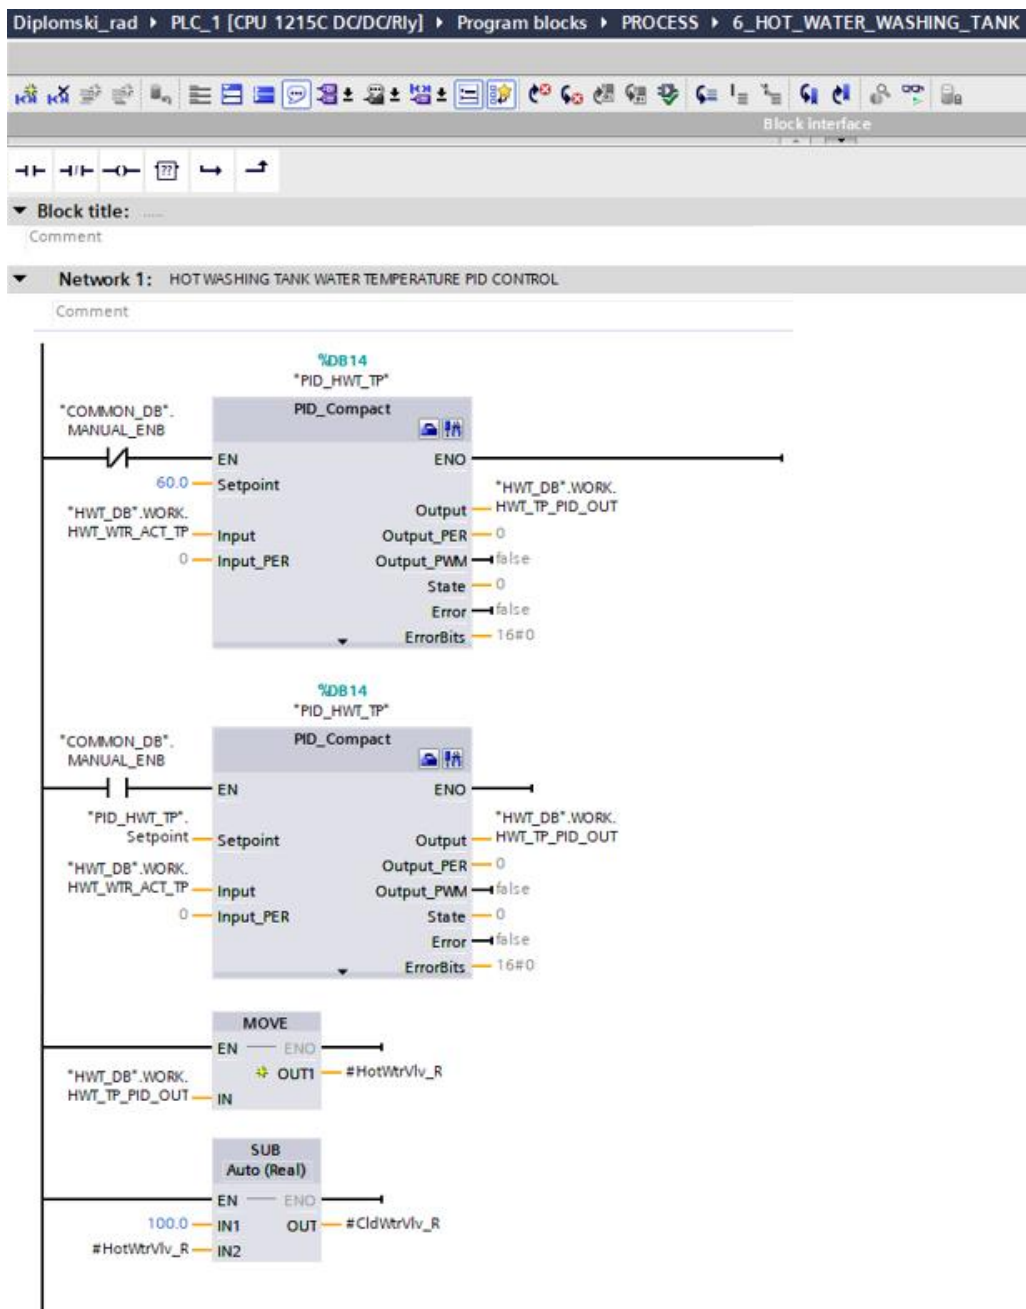 Diplomski_rad ▸ PLC_1 [CPU 1215C DC/DC/Rly] ▸ Program blocks ▸ PROCESS ▸ 6_HOT_WATER_WASHING_TANK
Block interface
??
Block title: .....
Comment
Network 1: HOT WASHING TANK WATER TEMPERATURE PID CONTROL
Comment
%DB14
"PID_HWT_TP"
PID_Compact
"COMMON_DB".
MANUAL_ENB
EN ENO
60.0 Setpoint
"HWT_DB".WORK.
HWT_TP_PID_OUT
Output
"HWT_DB".WORK.
HWT_WTR_ACT_TP
Input Output_PER 0
0 Input_PER Output_PWM false
State 0
Error false
ErrorBits 16#0
%DB14
"PID_HWT_TP"
PID_Compact
"COMMON_DB".
MANUAL_ENB
EN ENO
"PID_HWT_TP".
Setpoint
Setpoint
"HWT_DB".WORK.
HWT_TP_PID_OUT
Output
"HWT_DB".WORK.
HWT_WTR_ACT_TP
Output_PER 0
Input Output_PWM false
0 Input_PER State 0
Error false
ErrorBits 16#0
MOVE
EN ENO
OUT1 #HotWtrVlv_R
"HWT_DB".WORK.
HWT_TP_PID_OUT IN
SUB
Auto (Real)
EN ENO
100.0 IN1 OUT #CldWtrVlv_R
#HotWtrVlv_R IN2